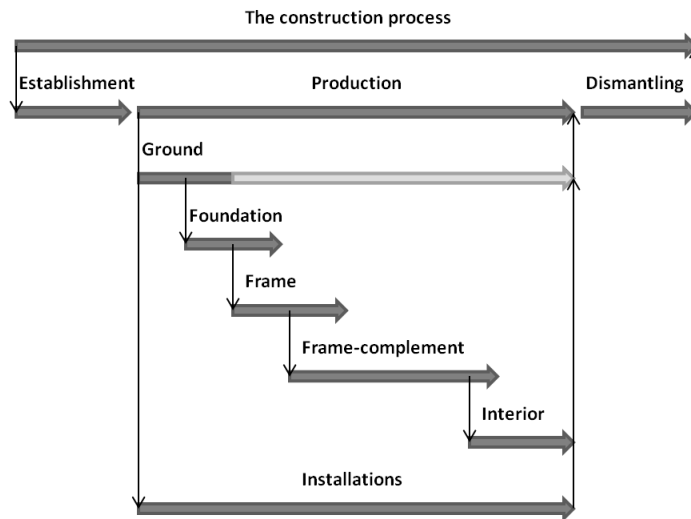 The construction process
Establishment
Production
Dismantling
Ground
Foundation
Frame
Frame-complement
Interior
Installations